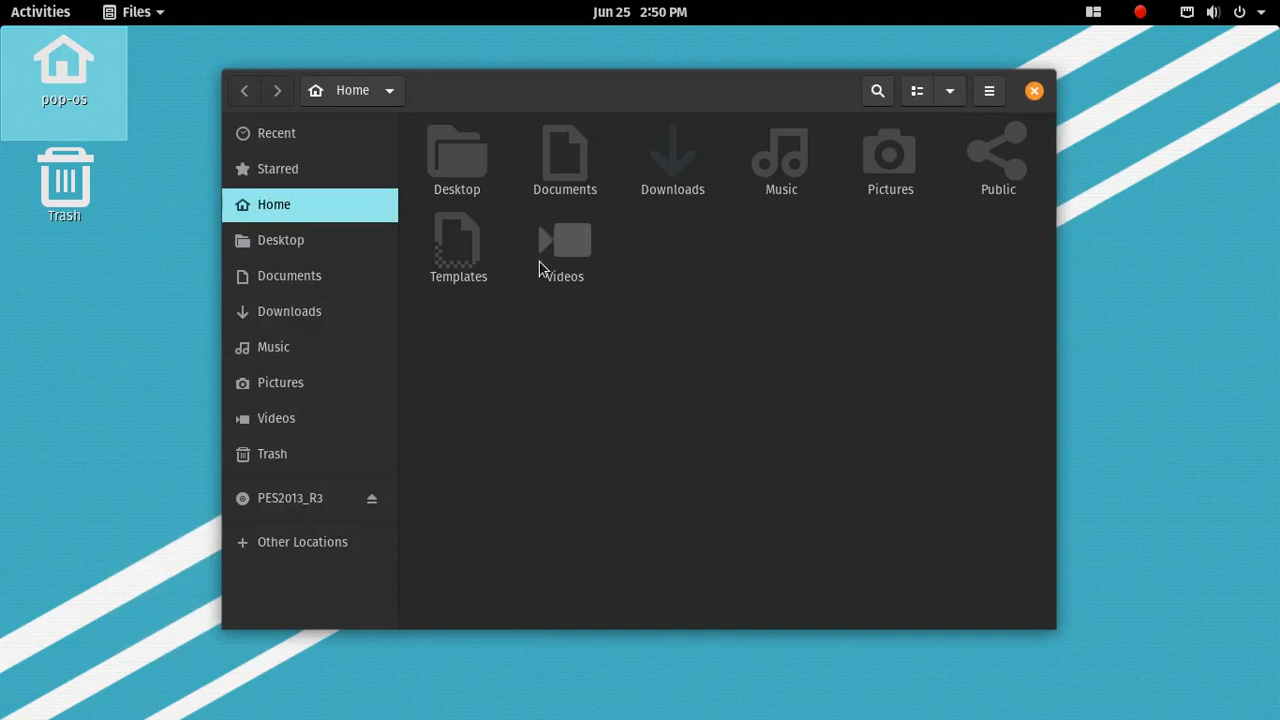 Activities
Files
Jun 25 2:50 PM
pop-os
Trash
Home
Recent
Starred
Home
Desktop
Documents
Downloads
Music
Pictures
Videos
Trash
PES2013_R3
Other Locations
Desktop
Documents
Downloads
Music
Pictures
Public
Templates
Videos